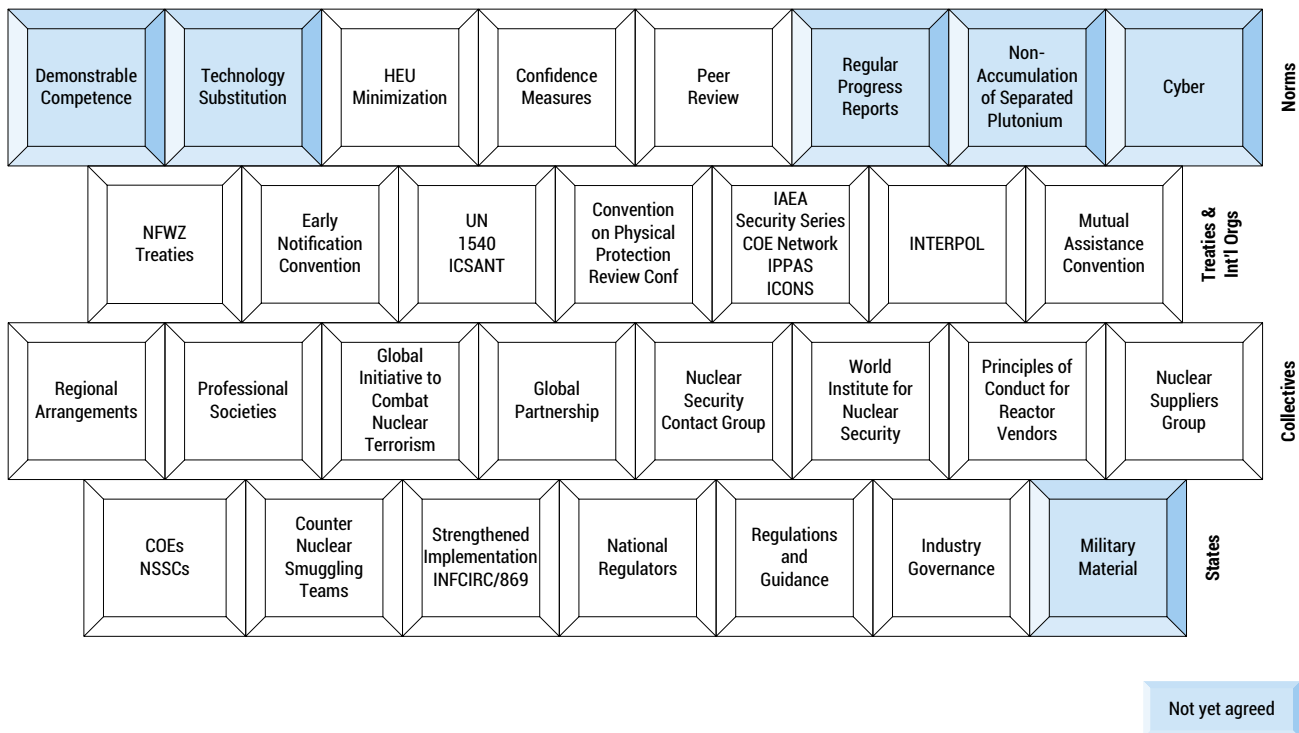 Demonstrable
Competence
Technology
Substitution
HEU
Minimization
Confidence
Measures
Peer
Review
Regular
Progress
Reports
Non-
Accumulation
of Separated
Plutonium
Cyber
Norms
NFWZ
Treaties
Early
Notification
Convention
UN
1540
ICSANT
Convention
on Physical
Protection
Review Conf
IAEA
Security Series
COE Network
IPPAS
ICONS
INTERPOL
Mutual
Assistance
Convention
Treaties &
Int'l Orgs
Regional
Arrangements
Professional
Societies
Global
Initiative to
Combat
Nuclear
Terrorism
Global
Partnership
Nuclear
Security
Contact Group
World
Institute for
Nuclear
Security
Principles of
Conduct for
Reactor
Vendors
Nuclear
Suppliers
Group
Collectives
COEs
NSSCs
Counter
Nuclear
Smuggling
Teams
Strengthened
Implementation
INFCIRC/869
National
Regulators
Regulations
and
Guidance
Industry
Governance
Military
Material
States
Not yet agreed